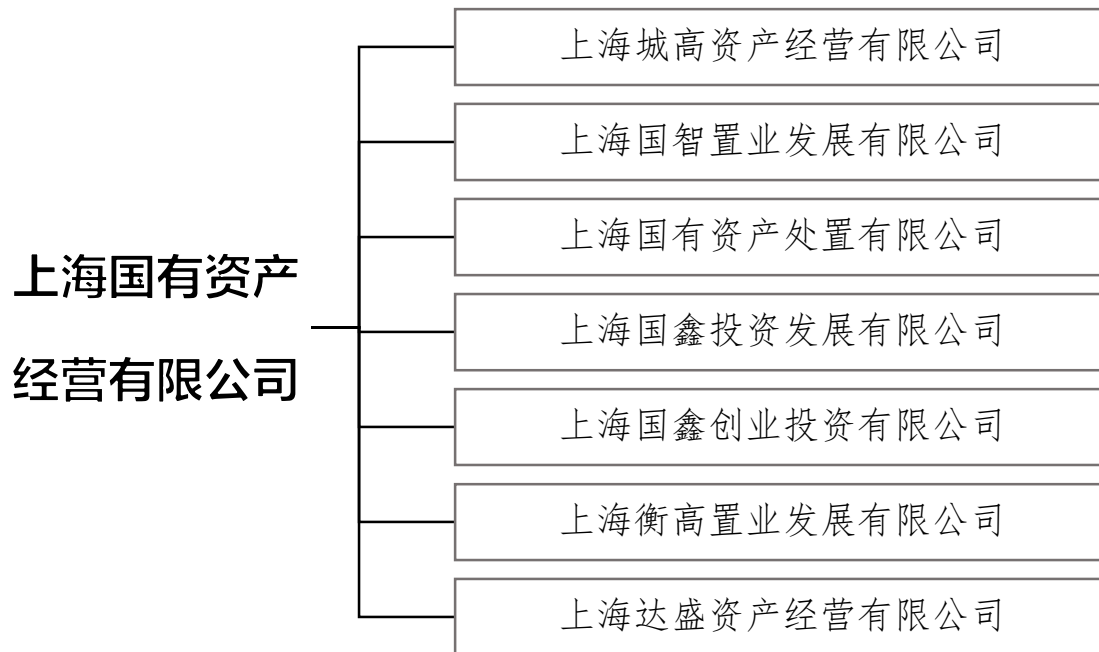 上海国有资产
经营有限公司
上海城高资产经营有限公司
上海国智置业发展有限公司
上海国有资产处置有限公司
上海国鑫投资发展有限公司
上海国鑫创业投资有限公司
上海衡高置业发展有限公司
上海达盛资产经营有限公司